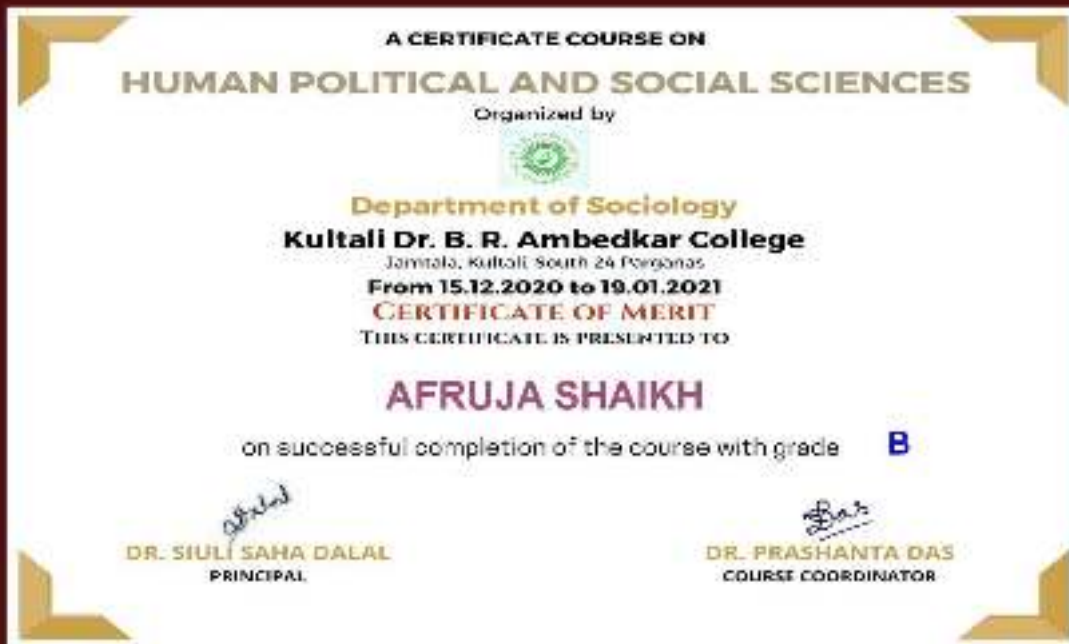 A CERTIFICATE COURSE ON
HUMAN POLITICAL AND SOCIAL SCIENCES
Organized by
Department of Sociology
Kultali Dr. B. R. Ambedkar College
Jamtala, Kultali, South 24 Parganas
From 15.12.2020 to 19.01.2021
CERTIFICATE OF MERIT
THIS CERTIFICATE IS PRESENTED TO
AFRUJA SHAIKH
on successful completion of the course with grade B
Dalal Das
DR. SIULI SAHA DALAL DR. PRASHANTA DAS
PRINCIPAL COURSE COORDINATOR